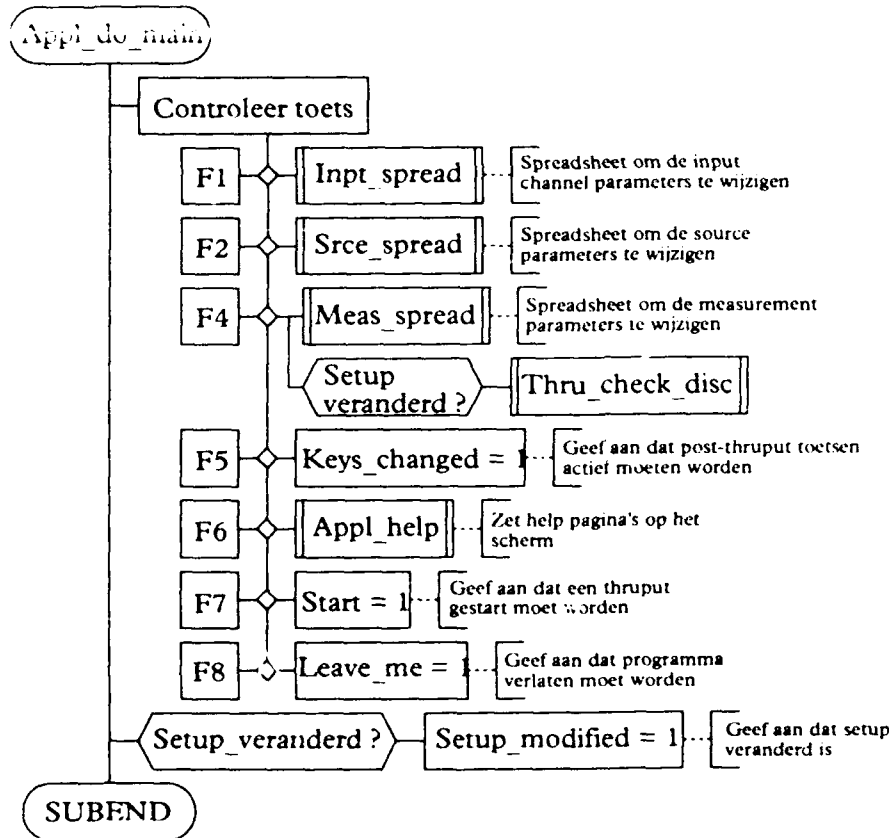 Appl_do_main
Controleer toets
F1
Inpt_spread
Spreadsheet om de input
channel parameters te wijzigen
F2
Srce_spread
Spreadsheet om de source
parameters te wijzigen
F4
Meas_spread
Spreadsheet om de measurement
parameters te wijzigen
Setup
veranderd ?
Thru_check_disc
F5
Keys_changed = 1
Geef aan dat post-thruput toetsen
actief moeten worden
F6
Appl_help
Zet help pagina's op het
scherm
F7
Start = 1
Geef aan dat een thruput
gestart moet worden
F8
Leave_me = 1
Geef aan dat programma
verlaten moet worden
Setup_veranderd ?
Setup_modified = 1
Geef aan dat setup
veranderd is
SUBEND